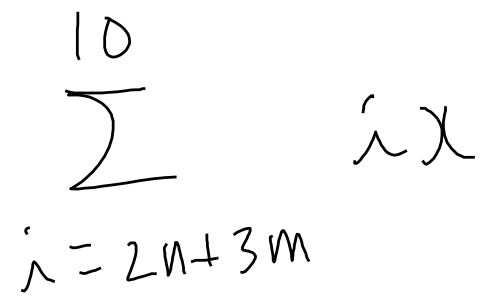 10
∑ ix
i = 2n + 3m